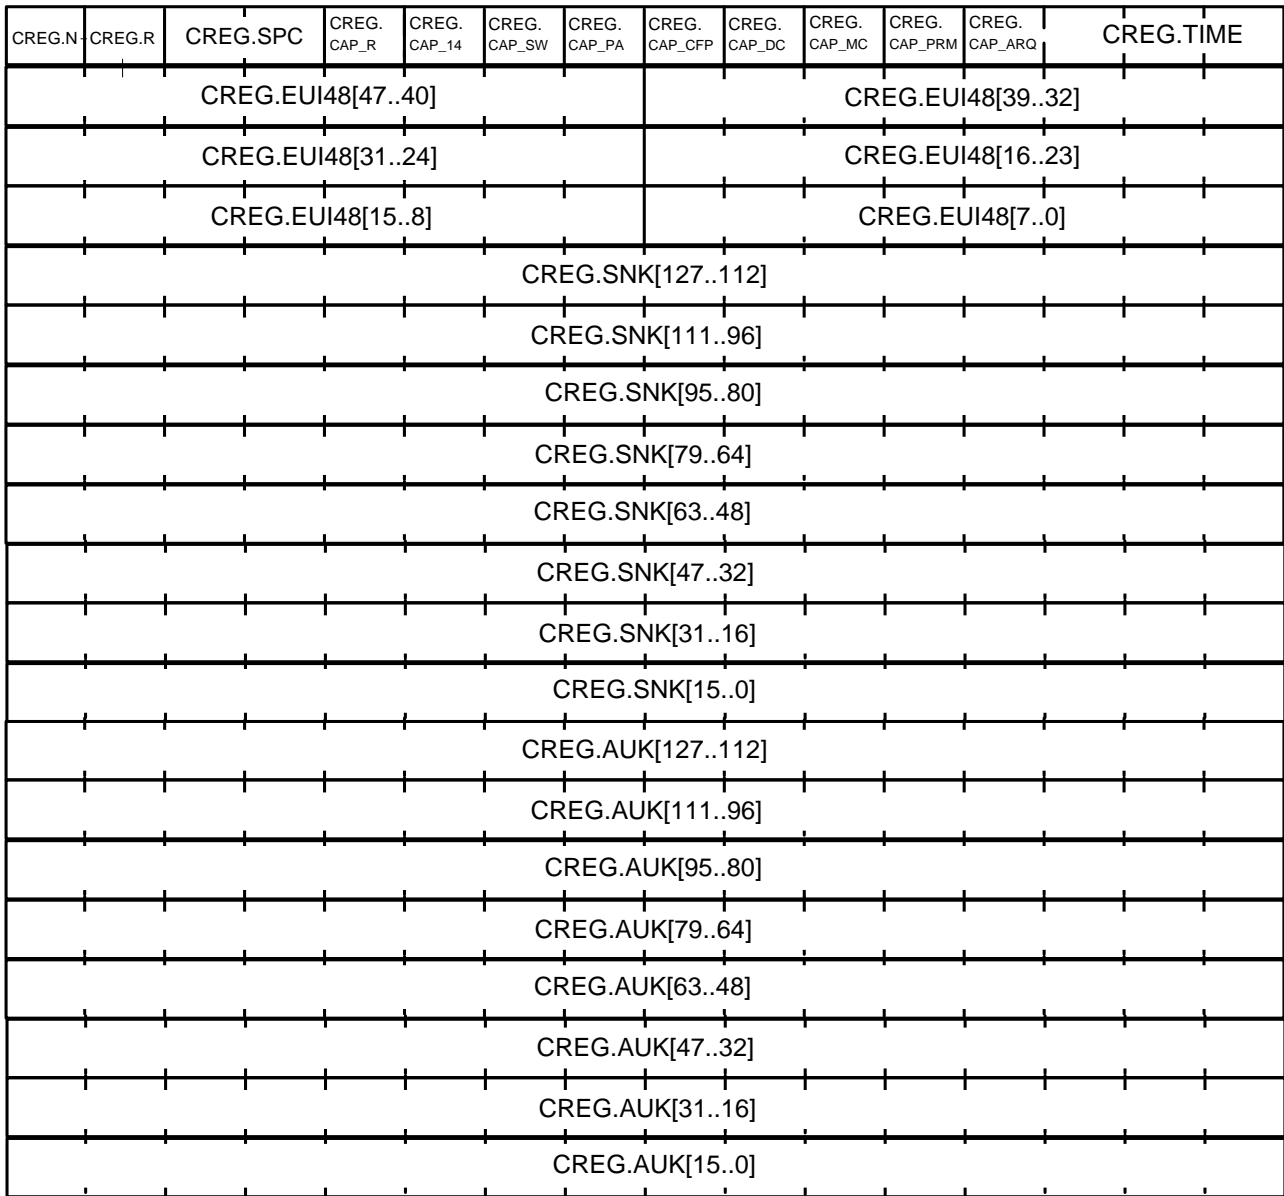 CREG.N CREG.R CREG.SPC CREG. CREG. CREG. CREG. CREG. CREG. CREG. CREG. CREG. CREG.TIME
CAP_R CAP_14 CAP_SW CAP_PA CAP_CFP CAP_DC CAP_MC CAP_PRM CAP_ARQ
CREG.EUI48[47..40] CREG.EUI48[39..32]
CREG.EUI48[31..24] CREG.EUI48[16..23]
CREG.EUI48[15..8] CREG.EUI48[7..0]
CREG.SNK[127..112]
CREG.SNK[111..96]
CREG.SNK[95..80]
CREG.SNK[79..64]
CREG.SNK[63..48]
CREG.SNK[47..32]
CREG.SNK[31..16]
CREG.SNK[15..0]
CREG.AUK[127..112]
CREG.AUK[111..96]
CREG.AUK[95..80]
CREG.AUK[79..64]
CREG.AUK[63..48]
CREG.AUK[47..32]
CREG.AUK[31..16]
CREG.AUK[15..0]